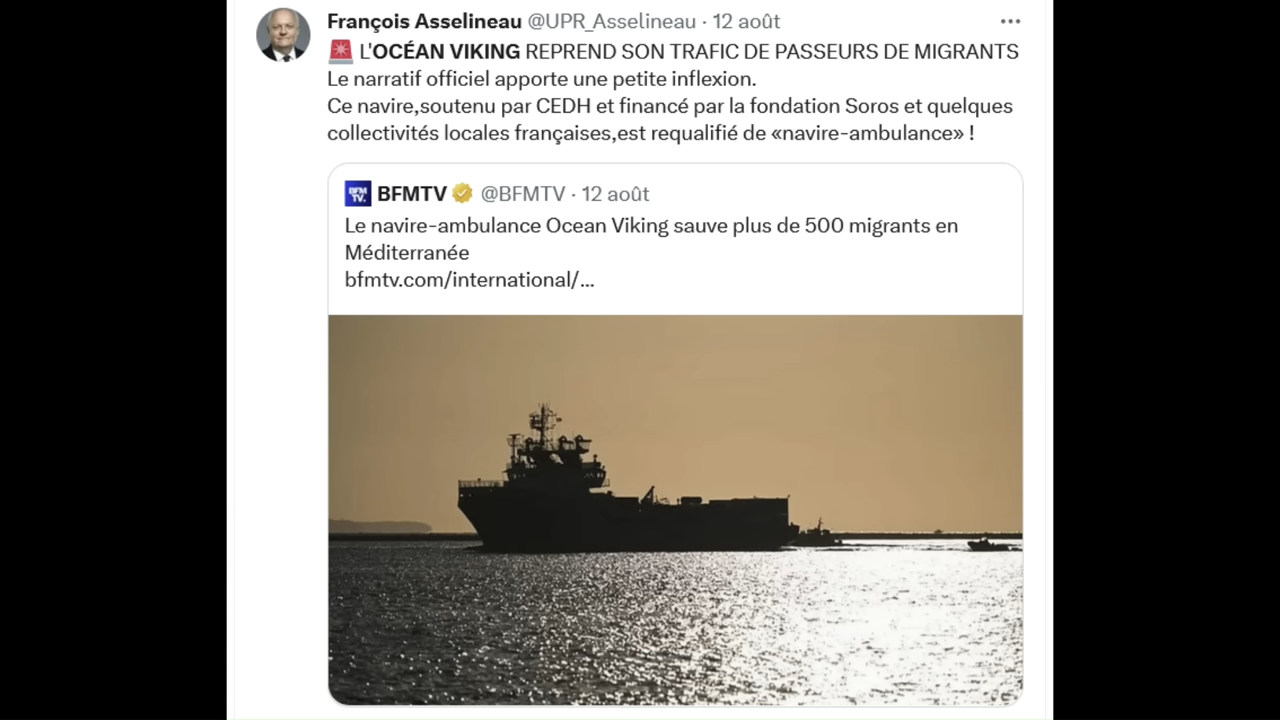 François Asselineau @UPR_Asselineau · 12 août
🚨 L'OCÉAN VIKING REPREND SON TRAFIC DE PASSEURS DE MIGRANTS
Le narratif officiel apporte une petite inflexion.
Ce navire,soutenu par CEDH et financé par la fondation Soros et quelques
collectivités locales françaises,est requalifié de «navire-ambulance» !
BFM
TV.
BFMTV @BFMTV · 12 août
Le navire-ambulance Ocean Viking sauve plus de 500 migrants en
Méditerranée
bfmtv.com/international/...